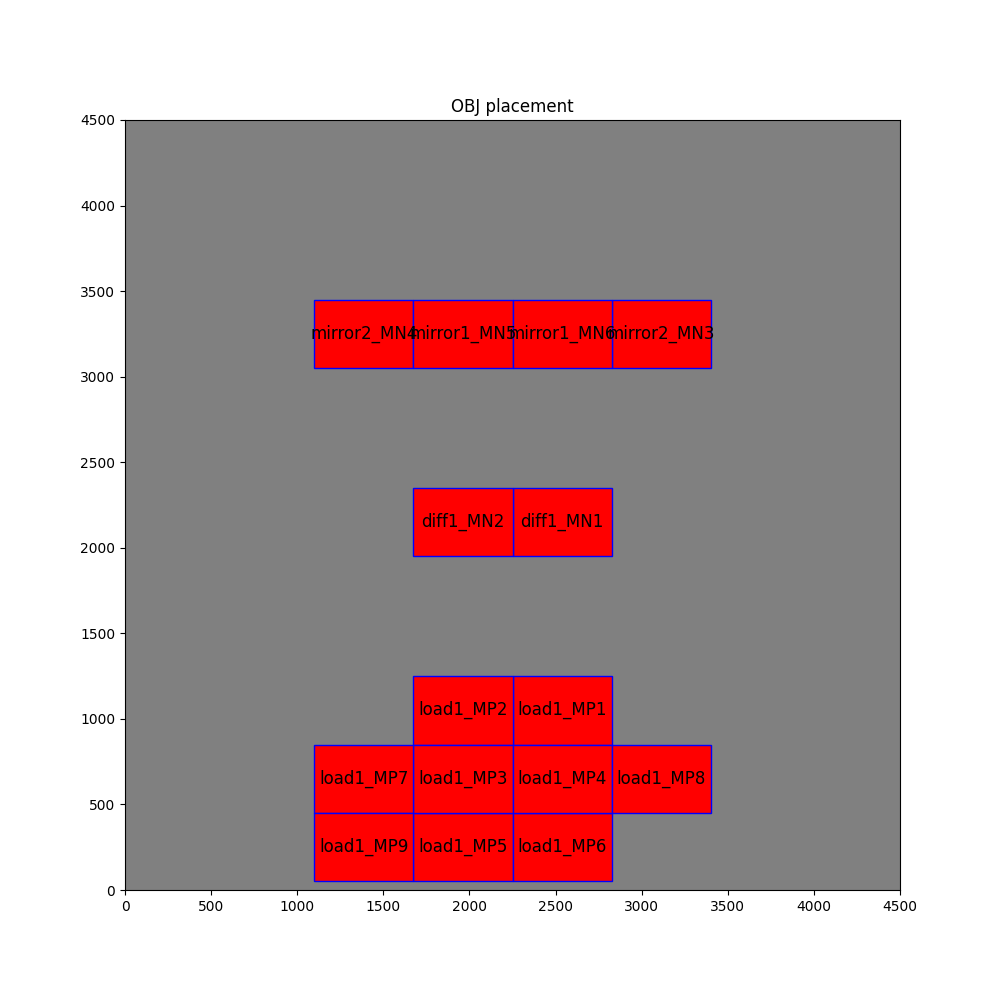 OBJ placement
4500
4000
3500
mirror2_MN4 mirror1_MN5 mirror1_MN6 mirror2_MN3
3000
2500
diff1_MN2 diff1_MN1
2000
1500
load1_MP2 load1_MP1
1000
load1_MP7 load1_MP3 load1_MP4 load1_MP8
500
load1_MP9 load1_MP5 load1_MP6
0
0 500 1000 1500 2000 2500 3000 3500 4000 4500